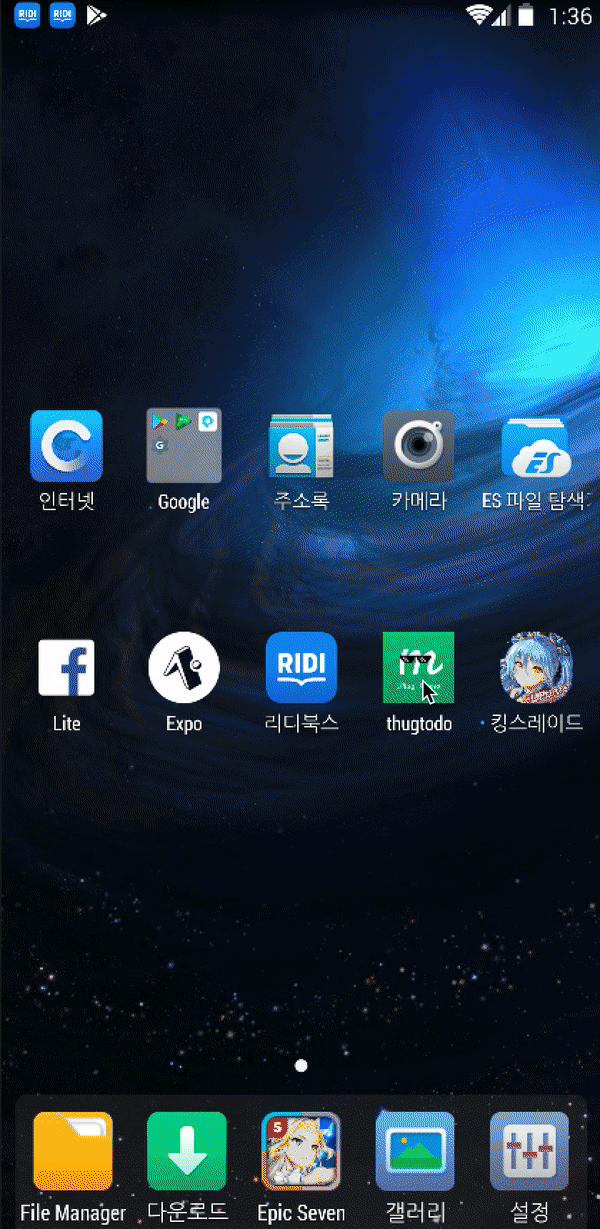 RIDI RIDI 1:36
G
인터넷 Google 주소록 카메라 ES 파일 탐색
ES
f RIDI m
Lite Expo 리디북스 thugtodo 킹스레이드
5
File Manager 다운로드 Epic Seven 갤러리 설정